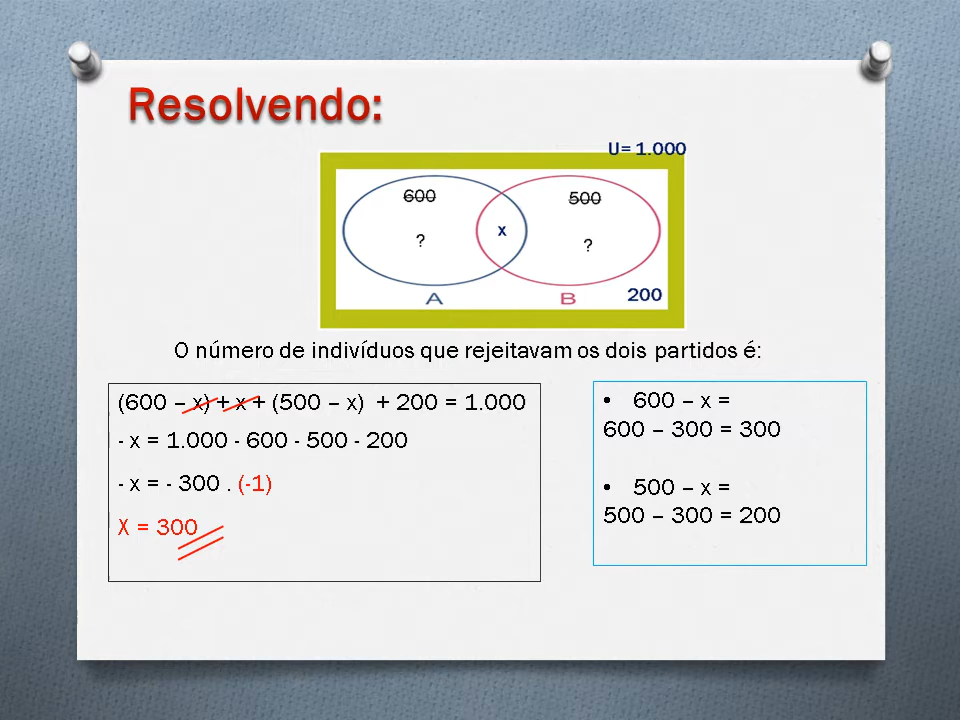 Resolvendo:
U= 1.000
600
500
x
?
?
A
B
200
O número de indivíduos que rejeitavam os dois partidos é:
(600 – x) + x + (500 – x) + 200 = 1.000
- x = 1.000 - 600 - 500 - 200
- x = - 300 . (-1)
X = 300
• 600 – x =
600 – 300 = 300
• 500 – x =
500 – 300 = 200